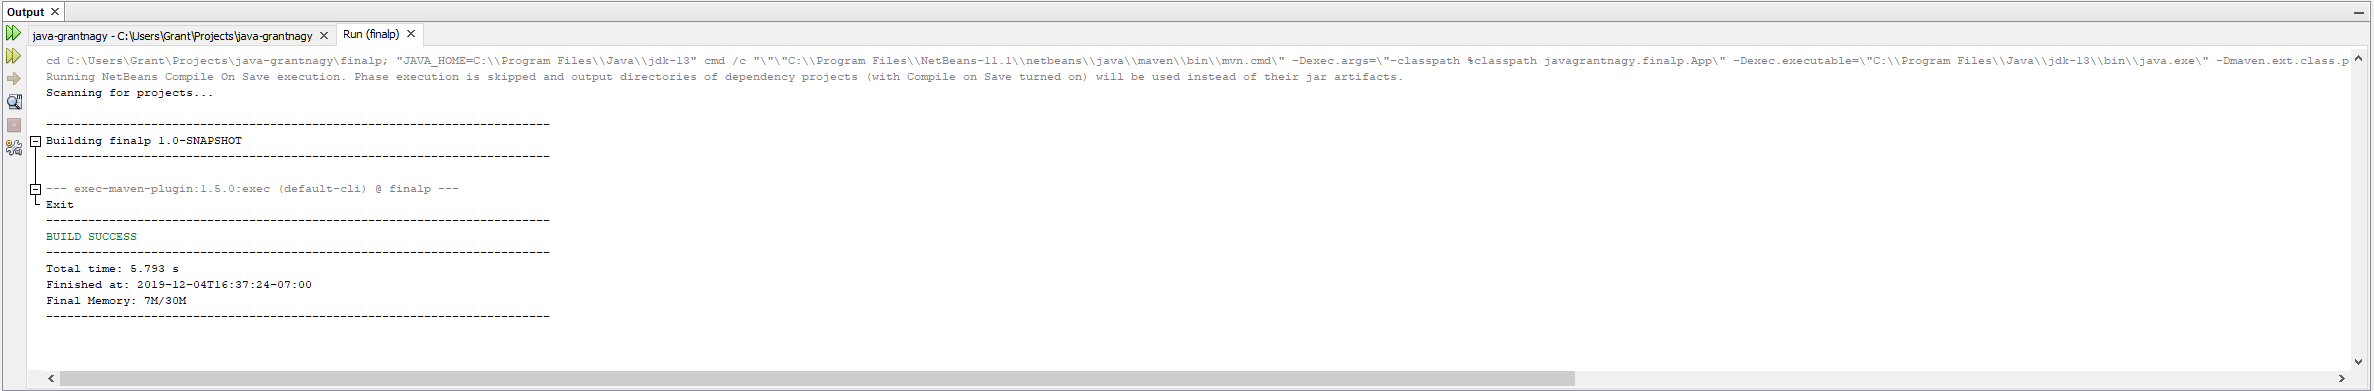 Output
java-grantnagy - C:\Users\Grant\Projects\java-grantnagy
Run (finalp)
cd C:\Users\Grant\Projects\java-grantnagy\finalp; "JAVA_HOME=C:\\Program Files\\Java\\jdk-13" cmd /c "\"\"C:\\Program Files\\NetBeans-11.1\\netbeans\\java\\maven\\bin\\mvn.cmd\" -Dexec.args=\"-classpath %classpath javagrantnagy.finalp.App\" -Dexec.executable=\"C:\\Program Files\\Java\\jdk-13\\bin\\java.exe\" -Dmaven.ext.class.p
Running NetBeans Compile On Save execution. Phase execution is skipped and output directories of dependency projects (with Compile on Save turned on) will be used instead of their jar artifacts.
Scanning for projects...
------------------------------------------------------------------------
Building finalp 1.0-SNAPSHOT
------------------------------------------------------------------------
--- exec-maven-plugin:1.5.0:exec (default-cli) @ finalp ---
Exit
------------------------------------------------------------------------
BUILD SUCCESS
------------------------------------------------------------------------
Total time: 5.793 s
Finished at: 2019-12-04T16:37:24-07:00
Final Memory: 7M/30M
------------------------------------------------------------------------